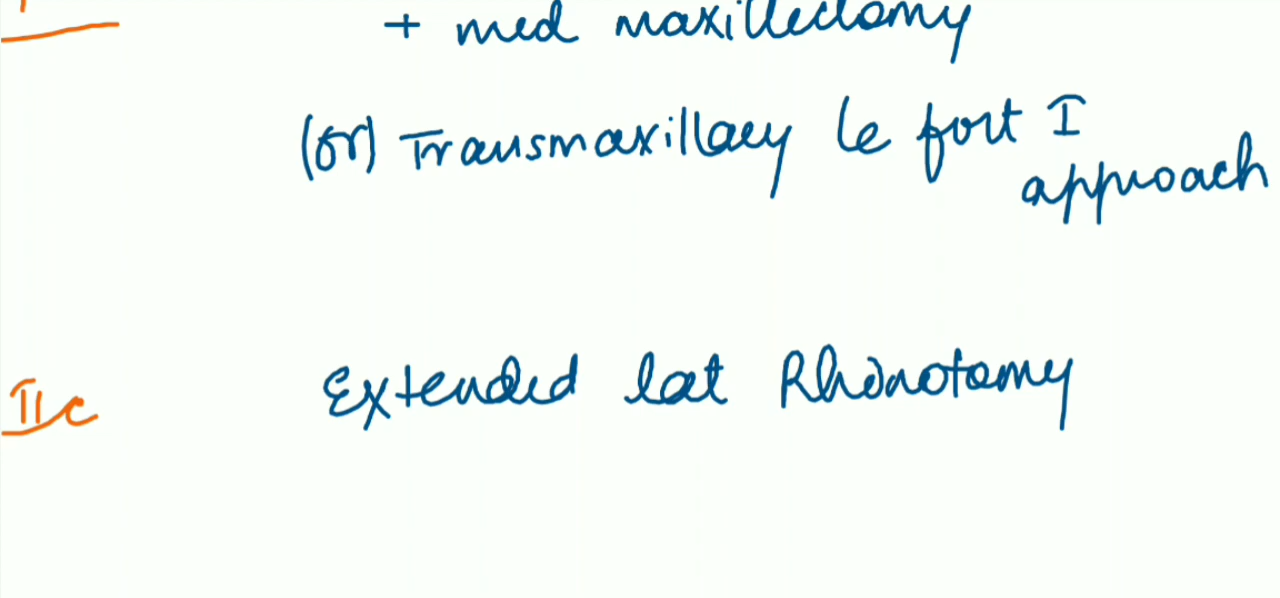 + med maxillectomy
(or) Transmaxillary le fort I
approach
IIc Extended lat Rhinotomy